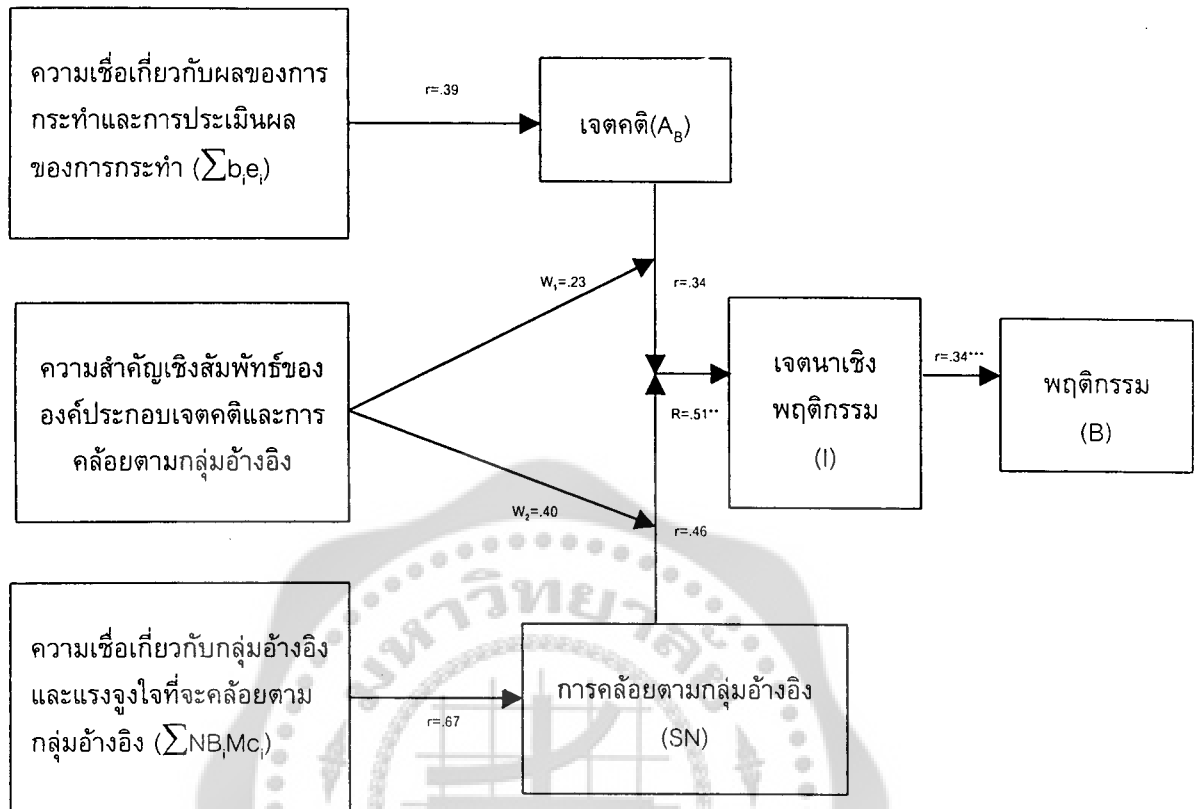 ความเชื่อเกี่ยวกับผลของการ
กระทำและการประเมินผล
ของการกระทำ (∑bᵢeᵢ)
r=.39
เจตคติ(A_B)
W₁=.23
r=.34
ความสำคัญเชิงสัมพัทธ์ของ
องค์ประกอบเจตคติและการ
คล้อยตามกลุ่มอ้างอิง
R=.51**
เจตนาเชิง
พฤติกรรม
(I)
r=.34***
พฤติกรรม
(B)
W₂=.40
r=.46
ความเชื่อเกี่ยวกับกลุ่มอ้างอิง
และแรงจูงใจที่จะคล้อยตาม
กลุ่มอ้างอิง (∑NBᵢMcᵢ)
r=.67
การคล้อยตามกลุ่มอ้างอิง
(SN)
มหาวิทยาลัย